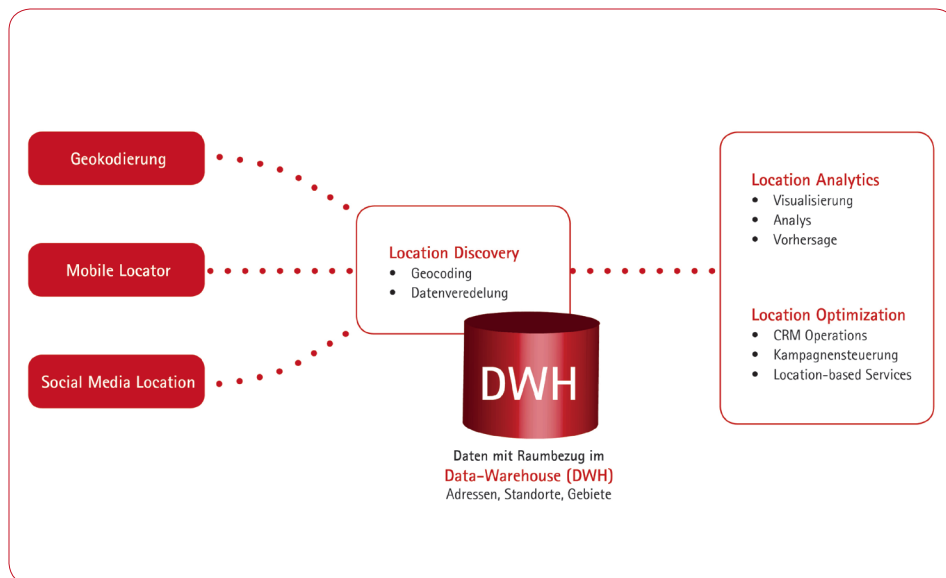 Geokodierung
Mobile Locator
Social Media Location
Location Discovery
• Geocoding
• Datenveredelung
DWH
Daten mit Raumbezug im
Data-Warehouse (DWH)
Adressen, Standorte, Gebiete
Location Analytics
• Visualisierung
• Analys
• Vorhersage
Location Optimization
• CRM Operations
• Kampagnensteuerung
• Location-based Services